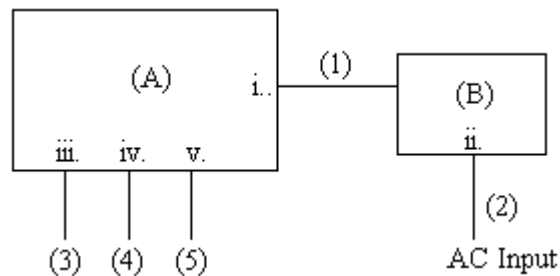 (1)
(A)
i..
(B)
iii.
iv.
v.
ii.
(2)
(3)
(4)
(5)
AC Input